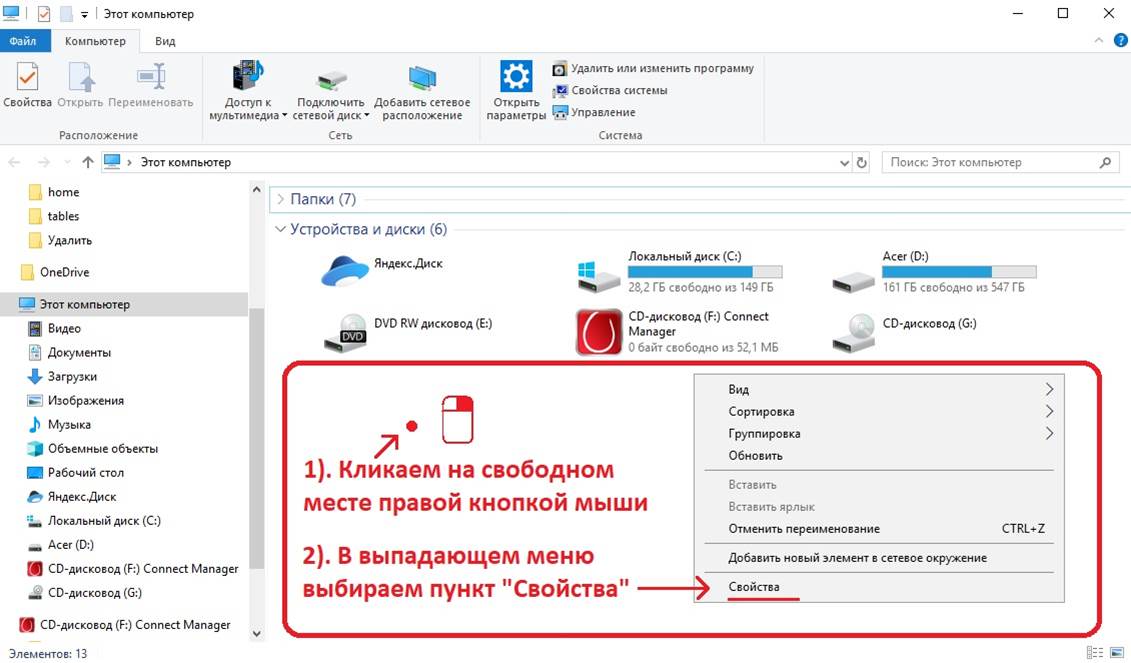 Этот компьютер
Файл
Компьютер
Вид
Свойства
Открыть
Переименовать
Расположение
Доступ к
мультимедиа
Подключить
сетевой диск
Добавить сетевое
расположение
Сеть
Открыть
параметры
Удалить или изменить программу
Свойства системы
Управление
Система
Этот компьютер
Поиск: Этот компьютер
home
tables
Удалить
OneDrive
Этот компьютер
Видео
Документы
Загрузки
Изображения
Музыка
Объемные объекты
Рабочий стол
Яндекс.Диск
Локальный диск (C:)
Acer (D:)
CD-дисковод (F:) Connect Manager
CD-дисковод (G:)
CD-дисковод (F:) Connect Manager
Папки (7)
Устройства и диски (6)
Яндекс.Диск
Локальный диск (C:)
28,2 ГБ свободно из 149 ГБ
Acer (D:)
161 ГБ свободно из 547 ГБ
DVD RW дисковод (E:)
DVD
CD-дисковод (F:) Connect
Manager
0 байт свободно из 52,1 МБ
CD-дисковод (G:)
1). Кликаем на свободном
месте правой кнопкой мыши
2). В выпадающем меню
выбираем пункт "Свойства"
Вид
Сортировка
Группировка
Обновить
Вставить
Вставить ярлык
Отменить переименование CTRL+Z
Добавить новый элемент в сетевое окружение
Свойства
Элементов: 13